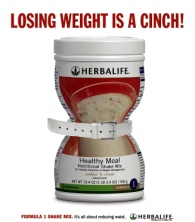 LOSING WEIGHT IS A CINCH!
HERBALIFE.
Healthy Meal
Nutritional Shake Mix
FORMULA 1 SHAKE MIX. It's all about reducing waist.
HERBALIFE.